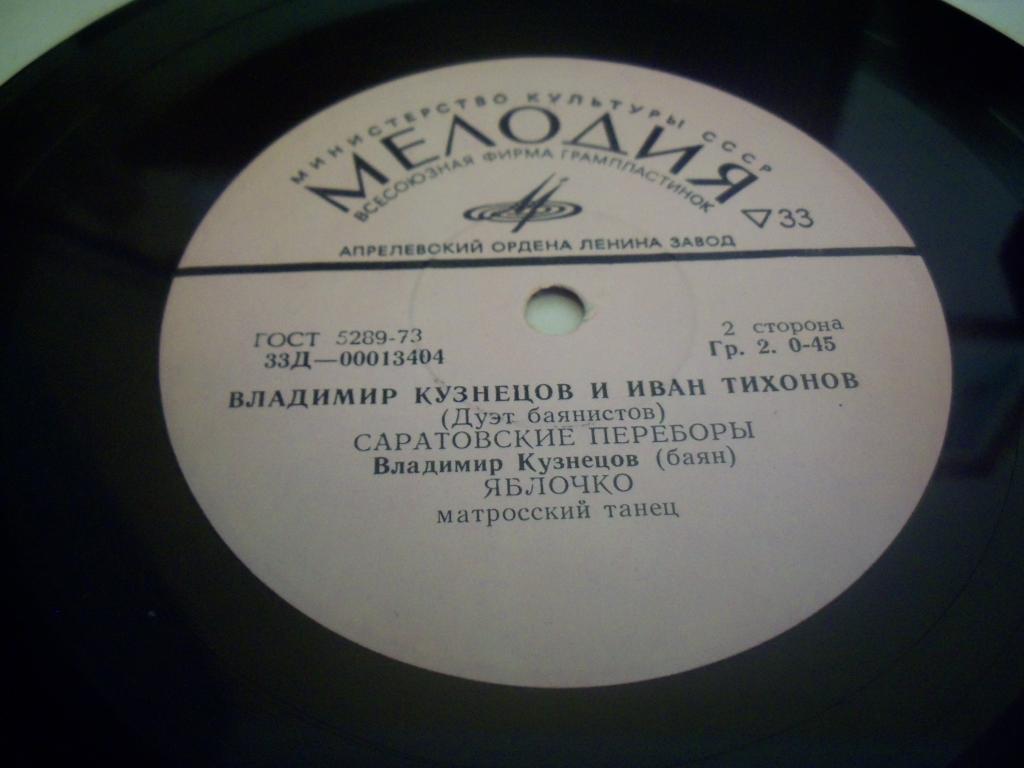 МИНИСТЕРСТВО КУЛЬТУРЫ СССР
МЕЛОДИЯ
ВСЕСОЮЗНАЯ ФИРМА ГРАМПЛАСТИНОК
▽ 33
АПРЕЛЕВСКИЙ ОРДЕНА ЛЕНИНА ЗАВОД
ГОСТ 5289-73
2 сторона
33Д—00013404
Гр. 2. 0-45
ВЛАДИМИР КУЗНЕЦОВ И ИВАН ТИХОНОВ
(Дуэт баянистов)
САРАТОВСКИЕ ПЕРЕБОРЫ
Владимир Кузнецов (баян)
ЯБЛОЧКО
матросский танец